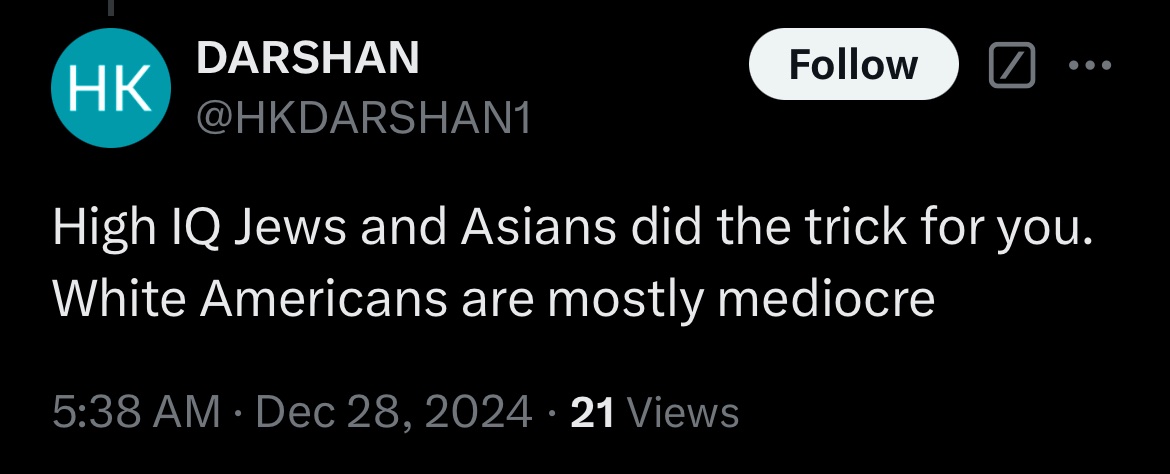 HK
DARSHAN
Follow
@HKDARSHAN1
High IQ Jews and Asians did the trick for you.
White Americans are mostly mediocre
5:38 AM · Dec 28, 2024 · 21 Views